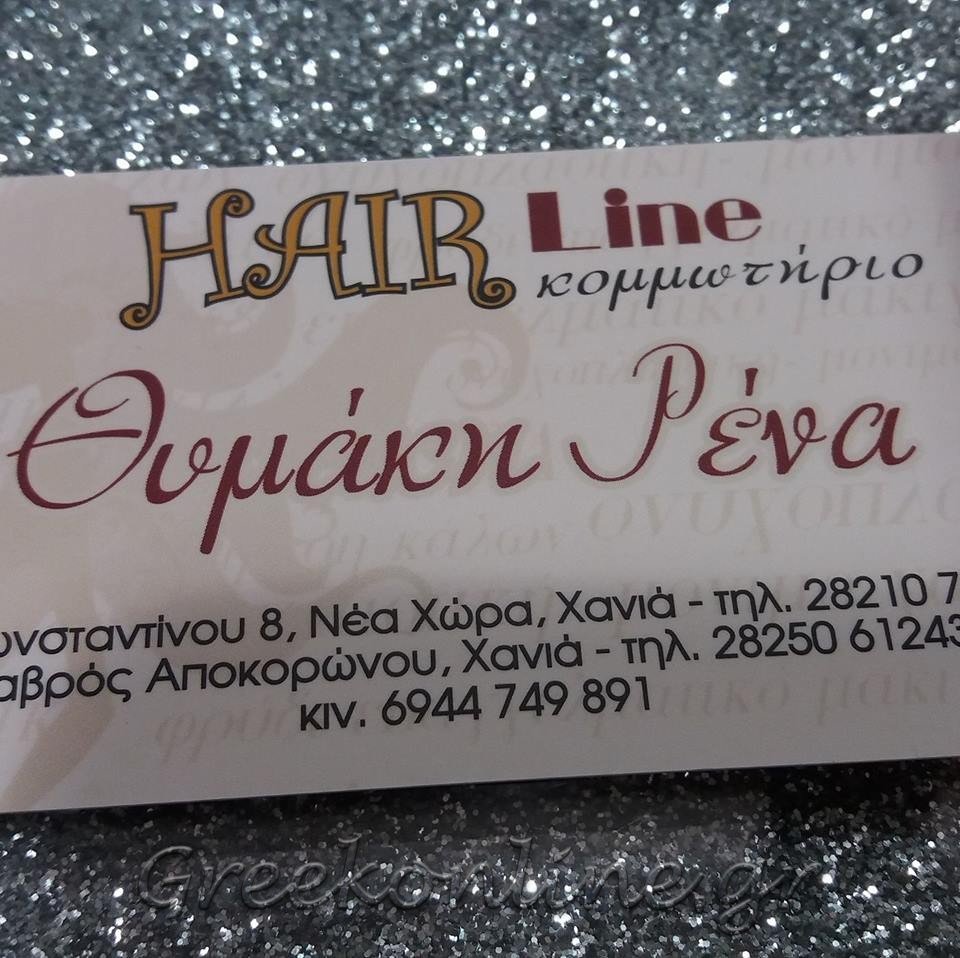 HAIR Line
κομμωτήριο
Θυμάκη Ρένα
ωνσταντίνου 8, Νέα Χώρα, Χανιά - τηλ. 28210 7
αβρός Αποκορώνου, Χανιά - τηλ. 28250 61243
κιν. 6944 749 891
Greekonline.gr